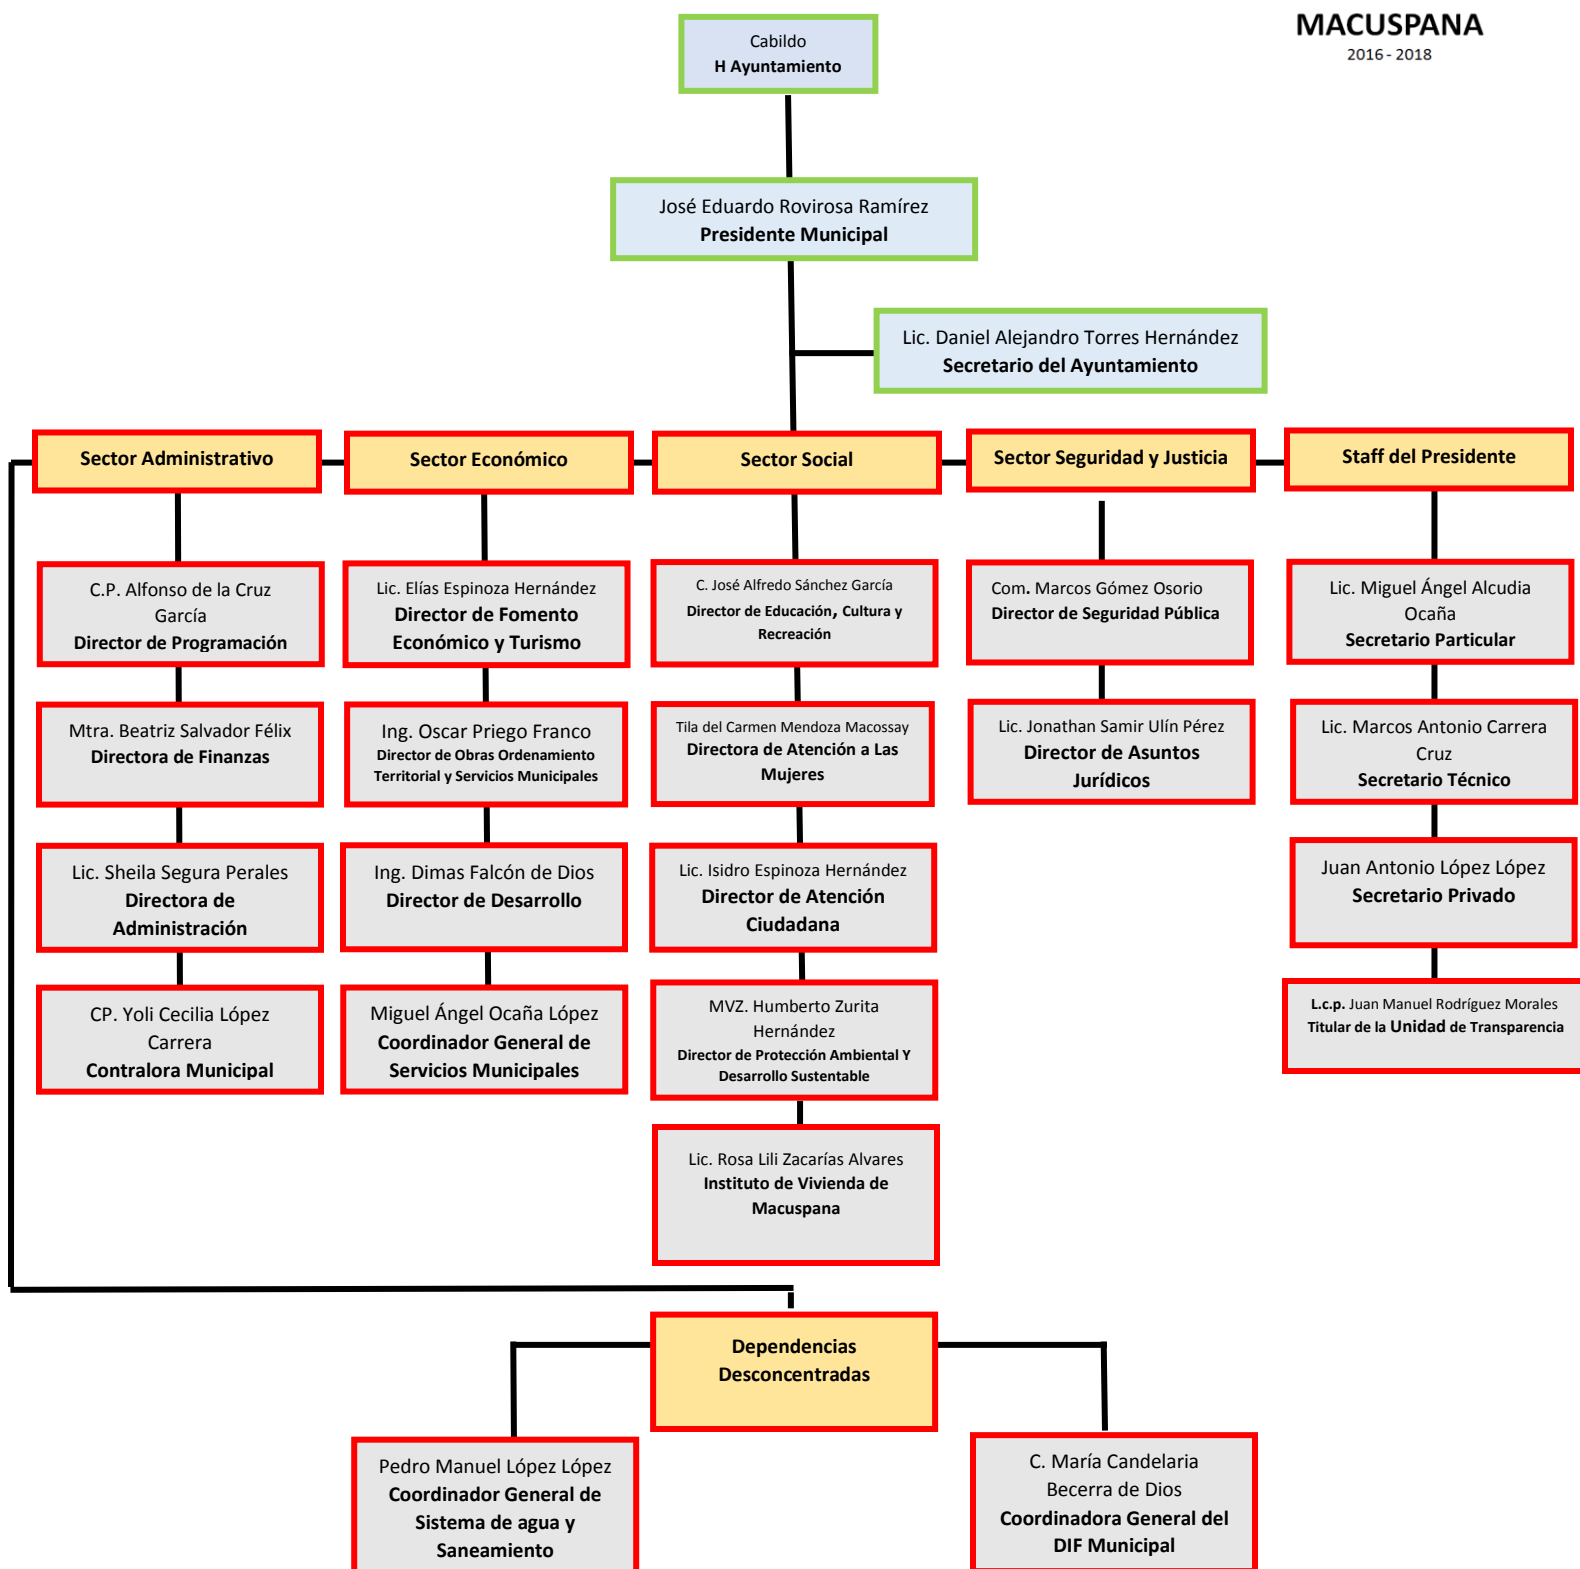 MACUSPANA
2016 - 2018
Cabildo
H Ayuntamiento
José Eduardo Rovirosa Ramírez
Presidente Municipal
Lic. Daniel Alejandro Torres Hernández
Secretario del Ayuntamiento
Sector Administrativo
Sector Económico
Sector Social
Sector Seguridad y Justicia
Staff del Presidente
C.P. Alfonso de la Cruz
García
Director de Programación
Mtra. Beatriz Salvador Félix
Directora de Finanzas
Lic. Sheila Segura Perales
Directora de
Administración
CP. Yoli Cecilia López
Carrera
Contralora Municipal
Lic. Elías Espinoza Hernández
Director de Fomento
Económico y Turismo
Ing. Oscar Priego Franco
Director de Obras Ordenamiento
Territorial y Servicios Municipales
Ing. Dimas Falcón de Dios
Director de Desarrollo
Miguel Ángel Ocaña López
Coordinador General de
Servicios Municipales
C. José Alfredo Sánchez García
Director de Educación, Cultura y
Recreación
Tila del Carmen Mendoza Macossay
Directora de Atención a Las
Mujeres
Lic. Isidro Espinoza Hernández
Director de Atención
Ciudadana
MVZ. Humberto Zurita
Hernández
Director de Protección Ambiental Y
Desarrollo Sustentable
Lic. Rosa Lili Zacarías Alvares
Instituto de Vivienda de
Macuspana
Com. Marcos Gómez Osorio
Director de Seguridad Pública
Lic. Jonathan Samir Ulín Pérez
Director de Asuntos
Jurídicos
Lic. Miguel Ángel Alcudia
Ocaña
Secretario Particular
Lic. Marcos Antonio Carrera
Cruz
Secretario Técnico
Juan Antonio López López
Secretario Privado
L.c.p. Juan Manuel Rodríguez Morales
Titular de la Unidad de Transparencia
Dependencias
Desconcentradas
Pedro Manuel López López
Coordinador General de
Sistema de agua y
Saneamiento
C. María Candelaria
Becerra de Dios
Coordinadora General del
DIF Municipal